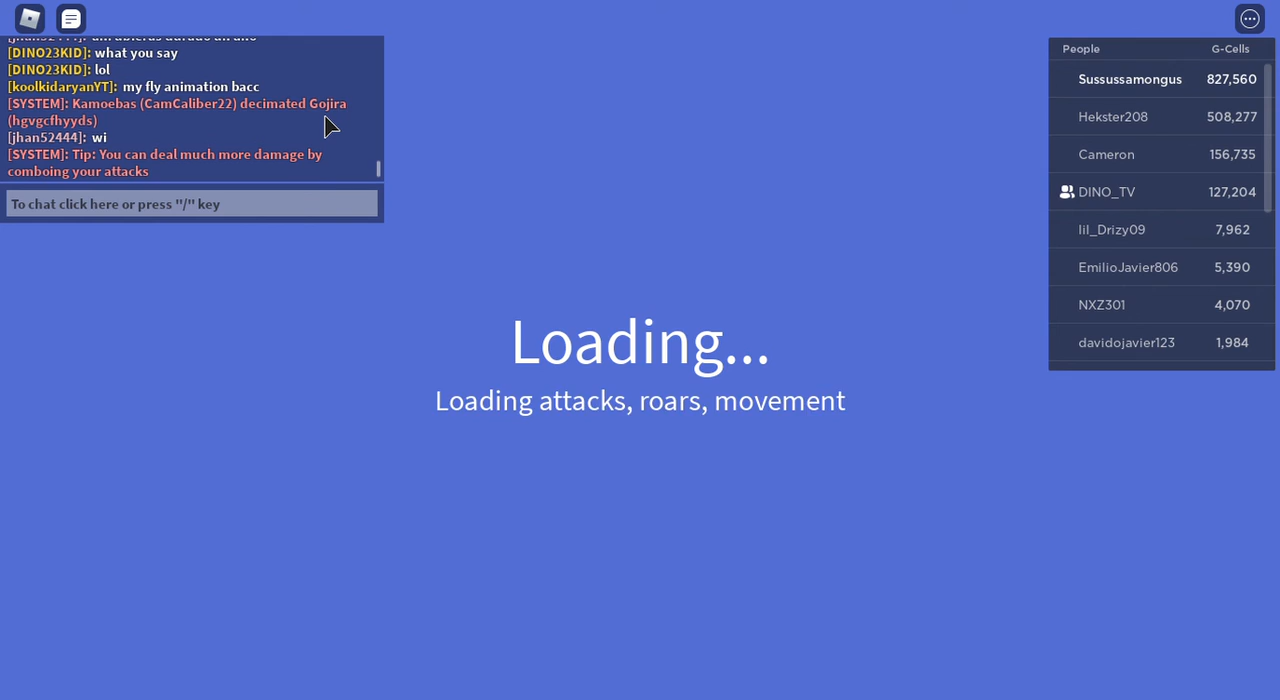 [DINO23KID]: what you say
[DINO23KID]: lol
[koolkidaryanYT]: my fly animation bacc
[SYSTEM]: Kamoebas (CamCaliber22) decimated Gojira
(hgvgcfhyyds)
[jhan52444]: wi
[SYSTEM]: Tip: You can deal much more damage by
comboing your attacks
To chat click here or press "/" key
People G-Cells
Sussussamongus 827,560
Hekster208 508,277
Cameron 156,735
DINO_TV 127,204
lil_Drizy09 7,962
EmilioJavier806 5,390
NXZ301 4,070
davidojavier123 1,984
Loading...
Loading attacks, roars, movement